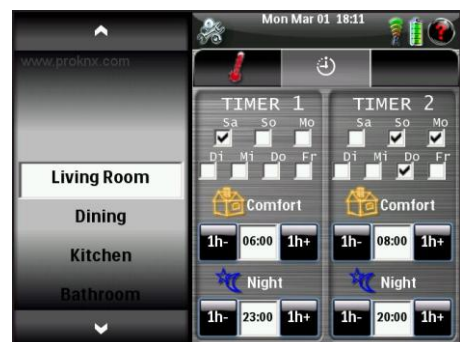 www.proknx.com
Living Room
Dining
Kitchen
Bathroom
Mon Mar 01 18:11
TIMER 1
Sa So Mo
Di Mi Do Fr
Comfort
1h- 06:00 1h+
Night
1h- 23:00 1h+
TIMER 2
Sa So Mo
Di Mi Do Fr
Comfort
1h- 08:00 1h+
Night
1h- 20:00 1h+